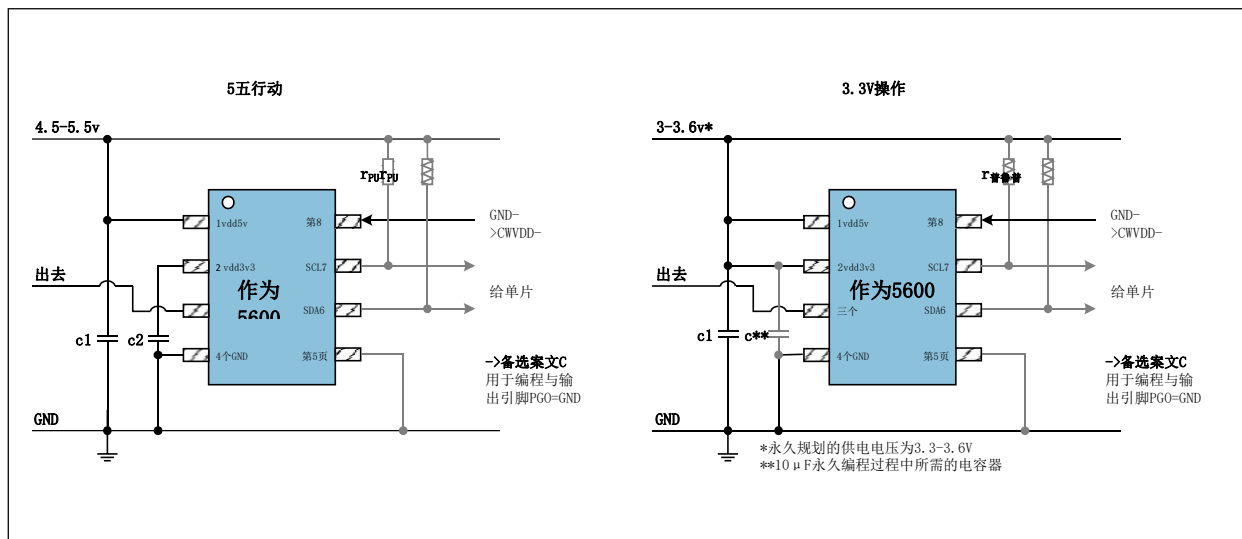 5五行动
4.5-5.5v
rPUrPU
1vdd5v
第8
GND-
>CWVDD-
2 vdd3v3
SCL7
出去
作为
5600
给单片
SDA6
c1
c2
4个GND
第5页
->备选案文C
用于编程与输
出引脚PGO=GND
GND
3.3V操作
3-3.6v*
r普鲁普
1vdd5v
第8
GND-
>CWVDD-
2vdd3v3
SCL7
出去
作为5600
给单片
三个
SDA6
c1
c**
4个GND
第5页
->备选案文C
用于编程与输
出引脚PGO=GND
GND
*永久规划的供电电压为3.3-3.6V
**10μF永久编程过程中所需的电容器